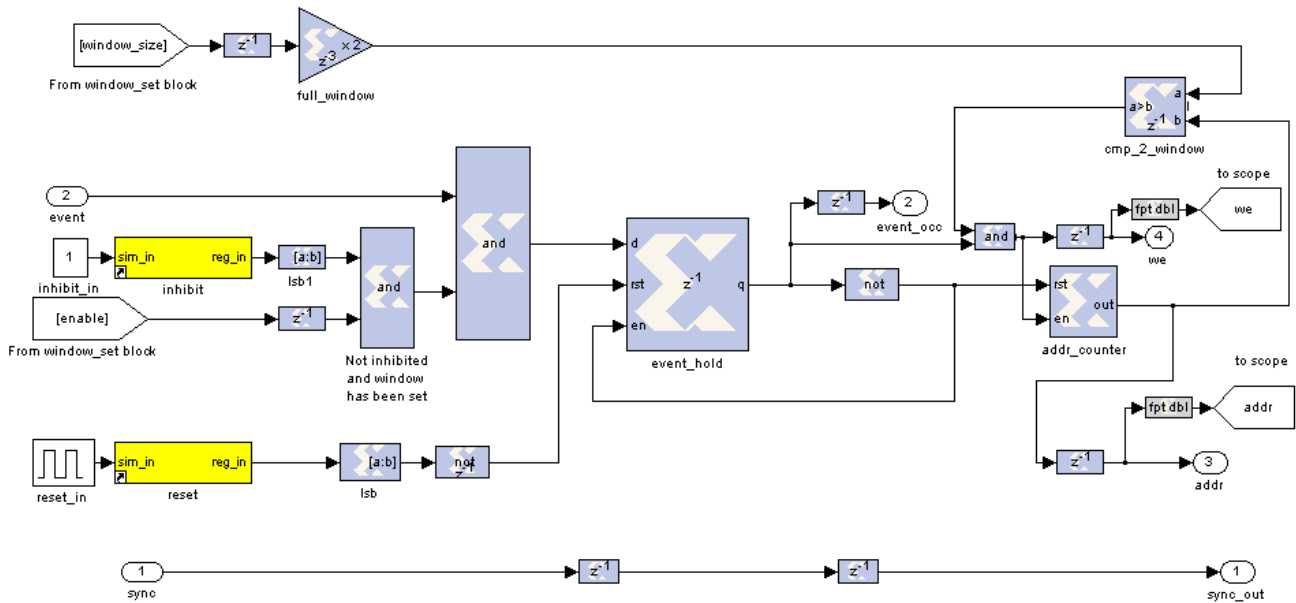 [window_size]
From window_set block
z-1
z-3 x 2
full_window
a>b
a
b
z-1
cmp_2_window
to scope
2
event
and
z-1
2
event_occ
fpt dbl
we
1
inhibit_in
sim_in
reg_in
inhibit
[a:b]
lsb1
and
d
rst
en
z-1
q
event_hold
and
z-1
4
we
not
rst
en
out
addr_counter
[enable]
From window_set block
z-1
Not inhibited
and window
has been set
to scope
fpt dbl
addr
reset_in
sim_in
reg_in
reset
[a:b]
lsb
not
z-1
z-1
3
addr
1
sync
z-1
z-1
1
sync_out